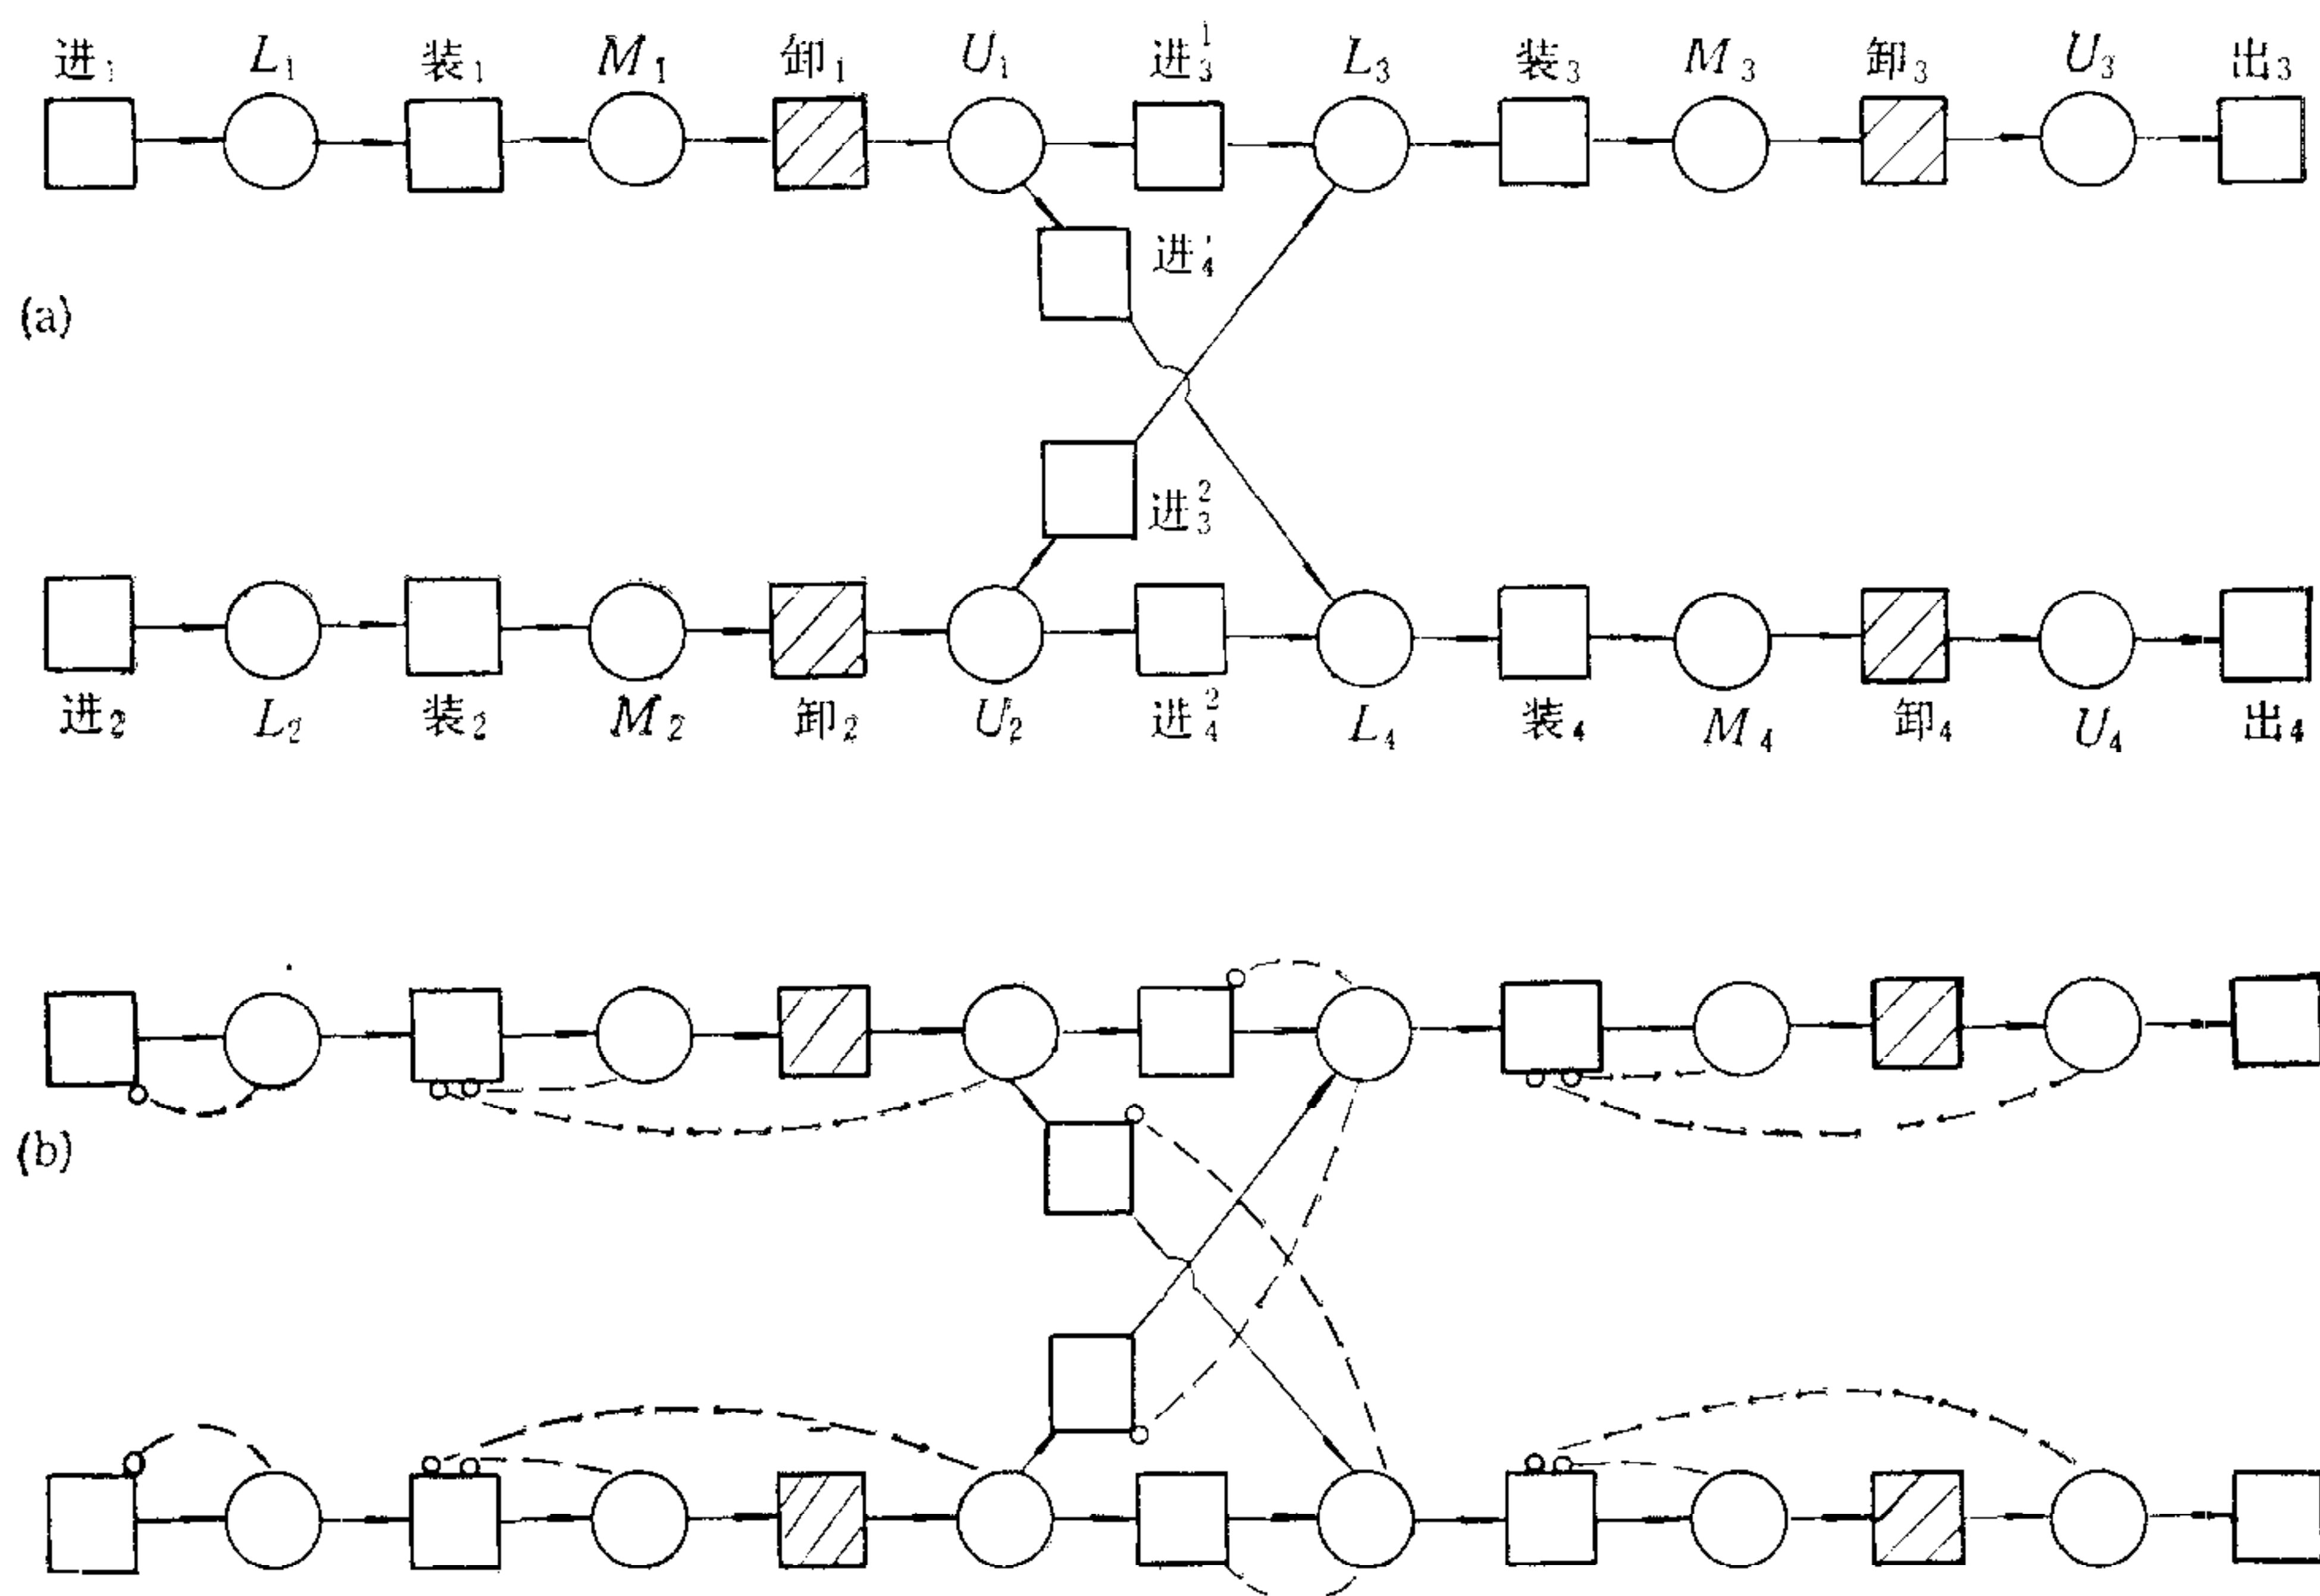 进₁ L₁ 装₁ M₁ 卸₁ U₁ 进₃¹ L₃ 装₃ M₃ 卸₃ U₃ 出₃
进₄'
(a)
进₃²
进₂ L₂ 装₂ M₂ 卸₂ U₂ 进₄² L₄ 装₄ M₄ 卸₄ U₄ 出₄
(b)